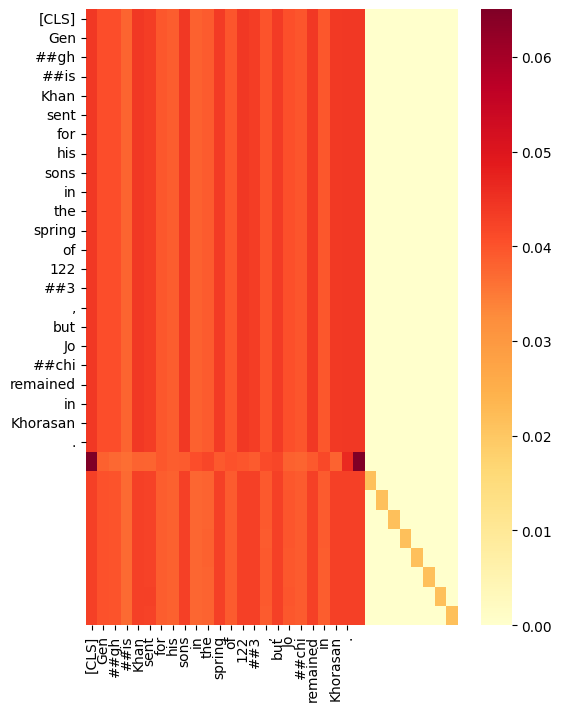 [CLS]
Gen
##gh
##is
Khan
sent
for
his
sons
in
the
spring
of
122
##3
,
but
Jo
##chi
remained
in
Khorasan
.
0.06
0.05
0.04
0.03
0.02
0.01
0.00
[CLS]
Gen
##gh
##is
Khan
sent
for
his
sons
in
the
spring
of
122
##3
,
but
Jo
##chi
remained
in
Khorasan
.